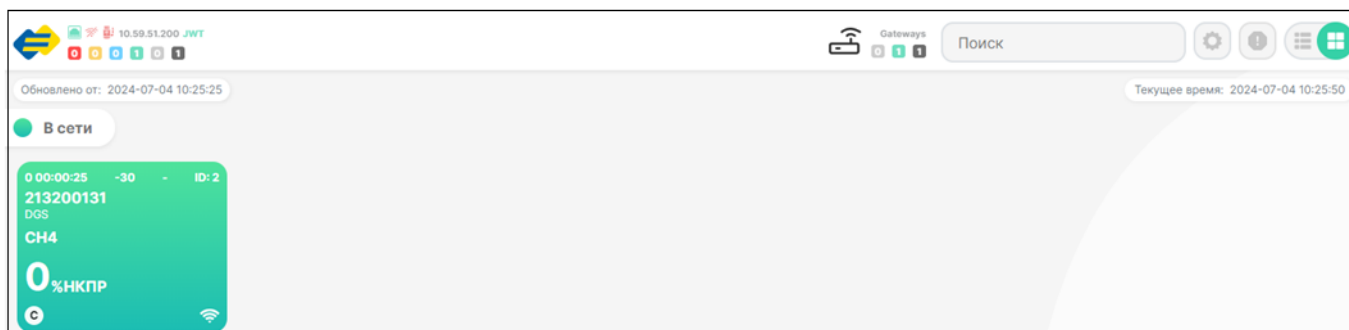 10.59.51.200 JWT
0 0 0 1 0 1
Gateways
0 1 1
Поиск
Обновлено от: 2024-07-04 10:25:25
Текущее время: 2024-07-04 10:25:50
В сети
0 00:00:25 -30 - ID: 2
213200131
DGS
CH4
0%НКПР
C